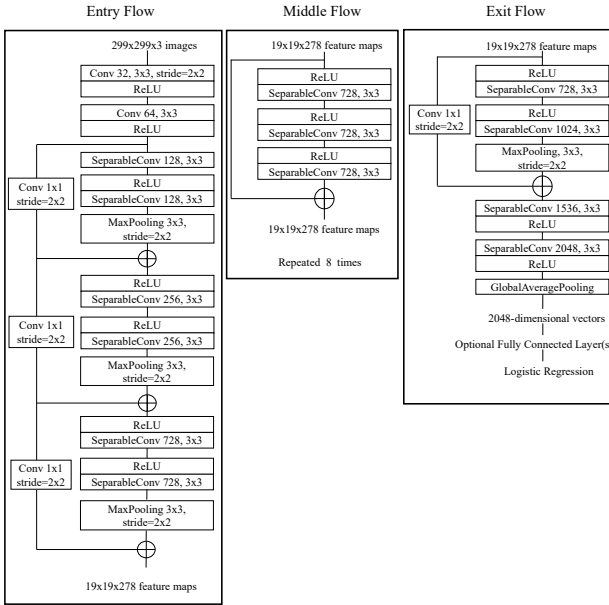 Entry Flow
299x299x3 images
Conv 32, 3x3, stride=2x2
ReLU
Conv 64, 3x3
ReLU
SeparableConv 128, 3x3
ReLU
SeparableConv 128, 3x3
MaxPooling 3x3,
stride=2x2
Conv 1x1
stride=2x2
ReLU
SeparableConv 256, 3x3
ReLU
SeparableConv 256, 3x3
MaxPooling 3x3,
stride=2x2
Conv 1x1
stride=2x2
ReLU
SeparableConv 728, 3x3
ReLU
SeparableConv 728, 3x3
MaxPooling 3x3,
stride=2x2
Conv 1x1
stride=2x2
19x19x278 feature maps
Middle Flow
19x19x278 feature maps
ReLU
SeparableConv 728, 3x3
ReLU
SeparableConv 728, 3x3
ReLU
SeparableConv 728, 3x3
19x19x278 feature maps
Repeated 8 times
Exit Flow
19x19x278 feature maps
ReLU
SeparableConv 728, 3x3
ReLU
SeparableConv 1024, 3x3
MaxPooling, 3x3,
stride=2x2
Conv 1x1
stride=2x2
SeparableConv 1536, 3x3
ReLU
SeparableConv 2048, 3x3
ReLU
GlobalAveragePooling
2048-dimensional vectors
Optional Fully Connected Layer(s
Logistic Regression